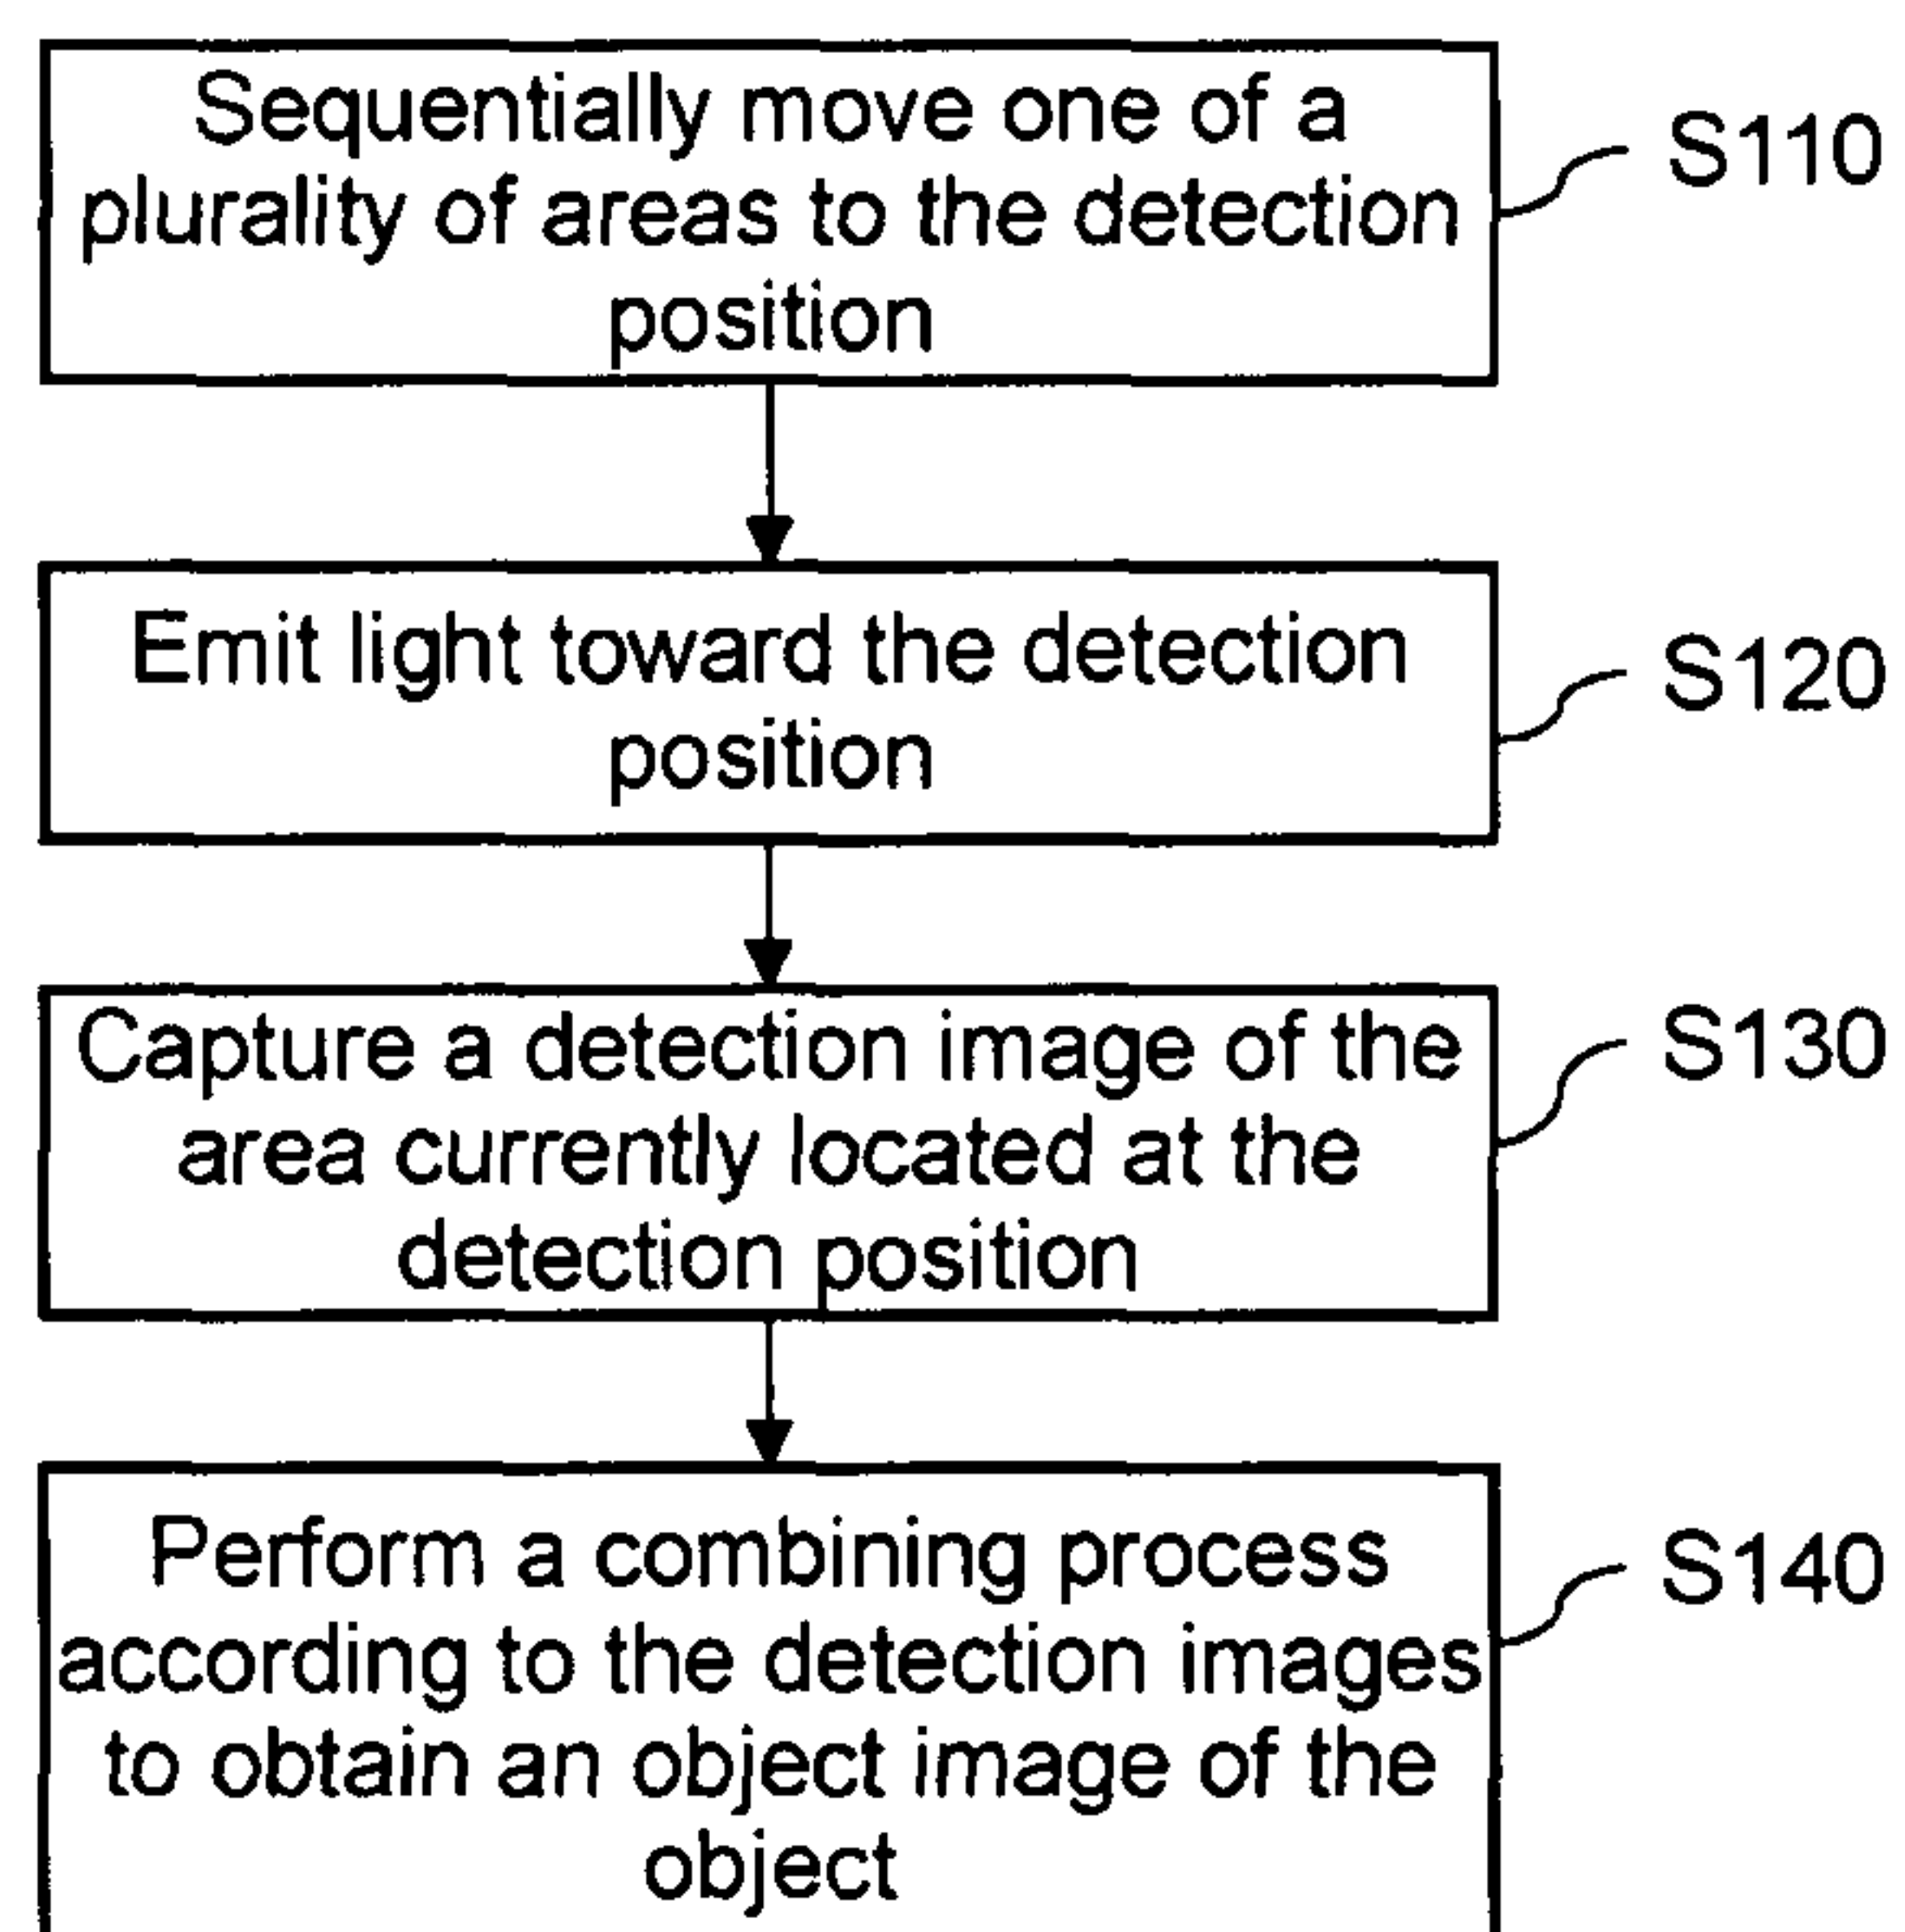 Sequentially move one of a
plurality of areas to the detection
position
S110
Emit light toward the detection
position
S120
Capture a detection image of the
area currently located at the
detection position
S130
Perform a combining process
according to the detection images
to obtain an object image of the
object
S140